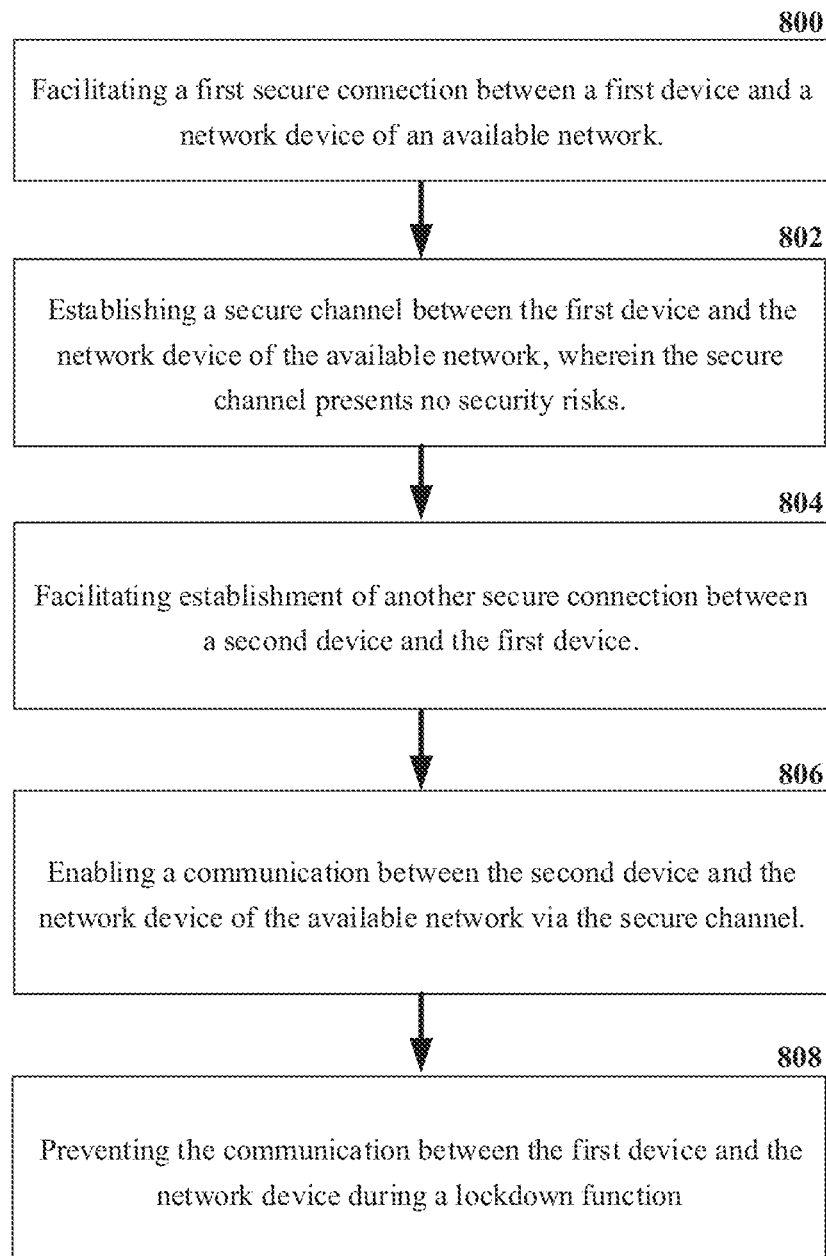 800
Facilitating a first secure connection between a first device and a
network device of an available network.
802
Establishing a secure channel between the first device and the
network device of the available network, wherein the secure
channel presents no security risks.
804
Facilitating establishment of another secure connection between
a second device and the first device.
806
Enabling a communication between the second device and the
network device of the available network via the secure channel.
808
Preventing the communication between the first device and the
network device during a lockdown function